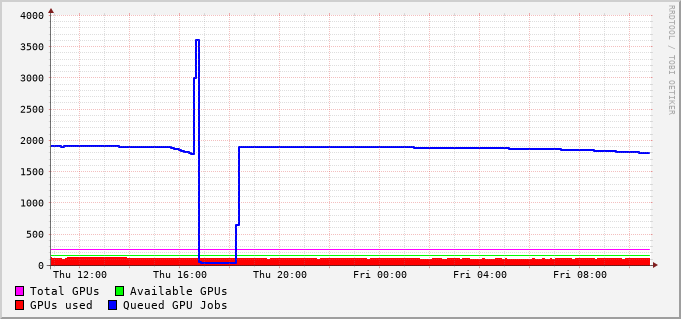 RRDTOOL / TOBI OETIKER
4000
3500
3000
2500
2000
1500
1000
500
0
Thu 12:00 Thu 16:00 Thu 20:00 Fri 00:00 Fri 04:00 Fri 08:00
Total GPUs Available GPUs
GPUs used Queued GPU Jobs